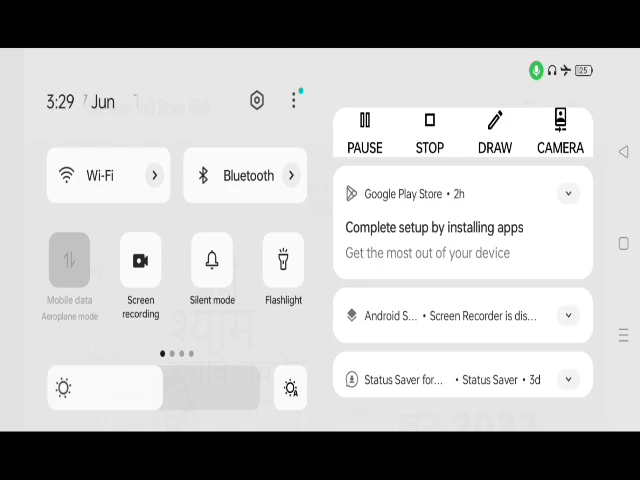 25
3:29 7 Jun
Wi-Fi
Bluetooth
Mobile data
Aeroplane mode
Screen
recording
Silent mode
Flashlight
PAUSE STOP DRAW CAMERA
Google Play Store • 2h
Complete setup by installing apps
Get the most out of your device
Android S... • Screen Recorder is dis...
Status Saver for... • Status Saver • 3d
श्याम